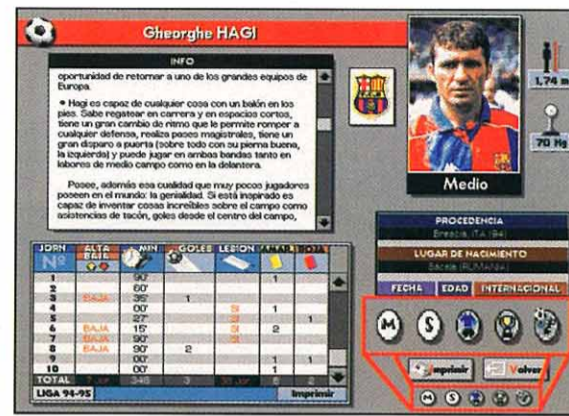 Gheorghe HAGI
INFO
oportunidad de retornar a uno de los grandes equipos de
Europa.
• Hagi es capaz de cualquier cosa con un balón en los
pies. Sabe regatear en carrera y en espacios cortos,
tiene un gran cambio de ritmo que le permite romper a
cualquier defensa, realiza pases magistrales, tiene un
gran disparo a puerta (sobre todo con su pierna buena,
la izquierda) y puede jugar en ambas bandas tanto en
labores de medio campo como en la delantera.
Posee, además esa cualidad que muy pocos jugadores
poseen en el mundo: la genialidad. Si está inspirado es
capaz de inventar cosas increíbles sobre el campo como
asistencias de tacón, goles desde el centro del campo,
1,74 m
70 Kg
Medio
PROCEDENCIA
Brescia, ITA (94)
LUGAR DE NACIMIENTO
Sacele (RUMANIA)
FECHA EDAD INTERNACIONAL
M S
Imprimir Volver
M S
JORN ALTA MIN GOLES LESION AMAR ROJA
Nº BAJA
1 90' 1
2 60'
3 BAJA 35' 1
4 00' SI 1
5 27' SI 1
6 BAJA 15' SI 2
7 BAJA 90' SI
8 BAJA 90' 2
9 00' 1 1
10 00' 1
TOTAL 346 3 6 2
LIGA 94-95 Imprimir